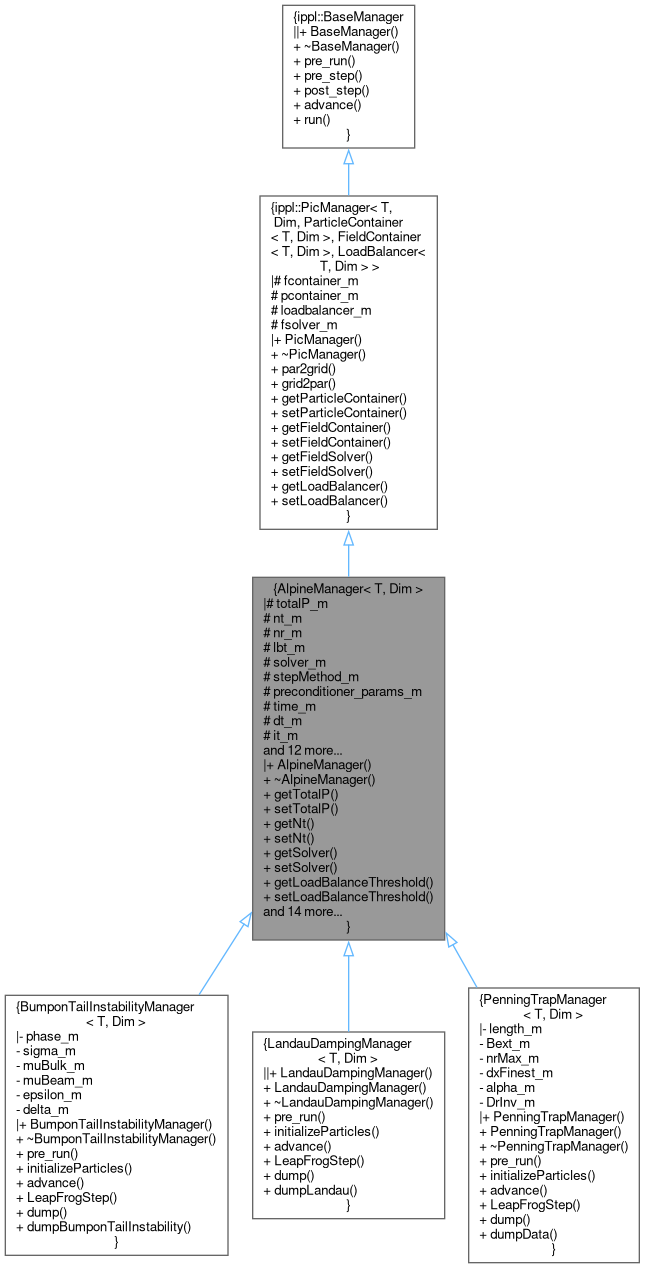 {ippl::BaseManager
||+ BaseManager()
+ ~BaseManager()
+ pre_run()
+ pre_step()
+ post_step()
+ advance()
+ run()
}
{ippl::PicManager< T,
Dim, ParticleContainer
< T, Dim >, FieldContainer
< T, Dim >, LoadBalancer<
T, Dim > >
|# fcontainer_m
# pcontainer_m
# loadbalancer_m
# fsolver_m
|+ PicManager()
+ ~PicManager()
+ par2grid()
+ grid2par()
+ getParticleContainer()
+ setParticleContainer()
+ getFieldContainer()
+ setFieldContainer()
+ getFieldSolver()
+ setFieldSolver()
+ getLoadBalancer()
+ setLoadBalancer()
}
{AlpineManager< T, Dim >
|# totalP_m
# nt_m
# nr_m
# lbt_m
# solver_m
# stepMethod_m
# preconditioner_params_m
# time_m
# dt_m
# it_m
and 12 more...
|+ AlpineManager()
+ ~AlpineManager()
+ getTotalP()
+ setTotalP()
+ getNt()
+ setNt()
+ getSolver()
+ setSolver()
+ getLoadBalanceThreshold()
+ setLoadBalanceThreshold()
and 14 more...
}
{BumponTailInstabilityManager
< T, Dim >
|- phase_m
- sigma_m
- muBulk_m
- muBeam_m
- epsilon_m
- delta_m
|+ BumponTailInstabilityManager()
+ ~BumponTailInstabilityManager()
+ pre_run()
+ initializeParticles()
+ advance()
+ LeapFrogStep()
+ dump()
+ dumpBumponTailInstability()
}
{LandauDampingManager
< T, Dim >
||+ LandauDampingManager()
+ LandauDampingManager()
+ ~LandauDampingManager()
+ pre_run()
+ initializeParticles()
+ advance()
+ LeapFrogStep()
+ dump()
+ dumpLandau()
}
{PenningTrapManager
< T, Dim >
|- length_m
- Bext_m
- nrMax_m
- dxFinest_m
- alpha_m
- DrInv_m
|+ PenningTrapManager()
+ PenningTrapManager()
+ ~PenningTrapManager()
+ pre_run()
+ initializeParticles()
+ advance()
+ LeapFrogStep()
+ dump()
+ dumpData()
}